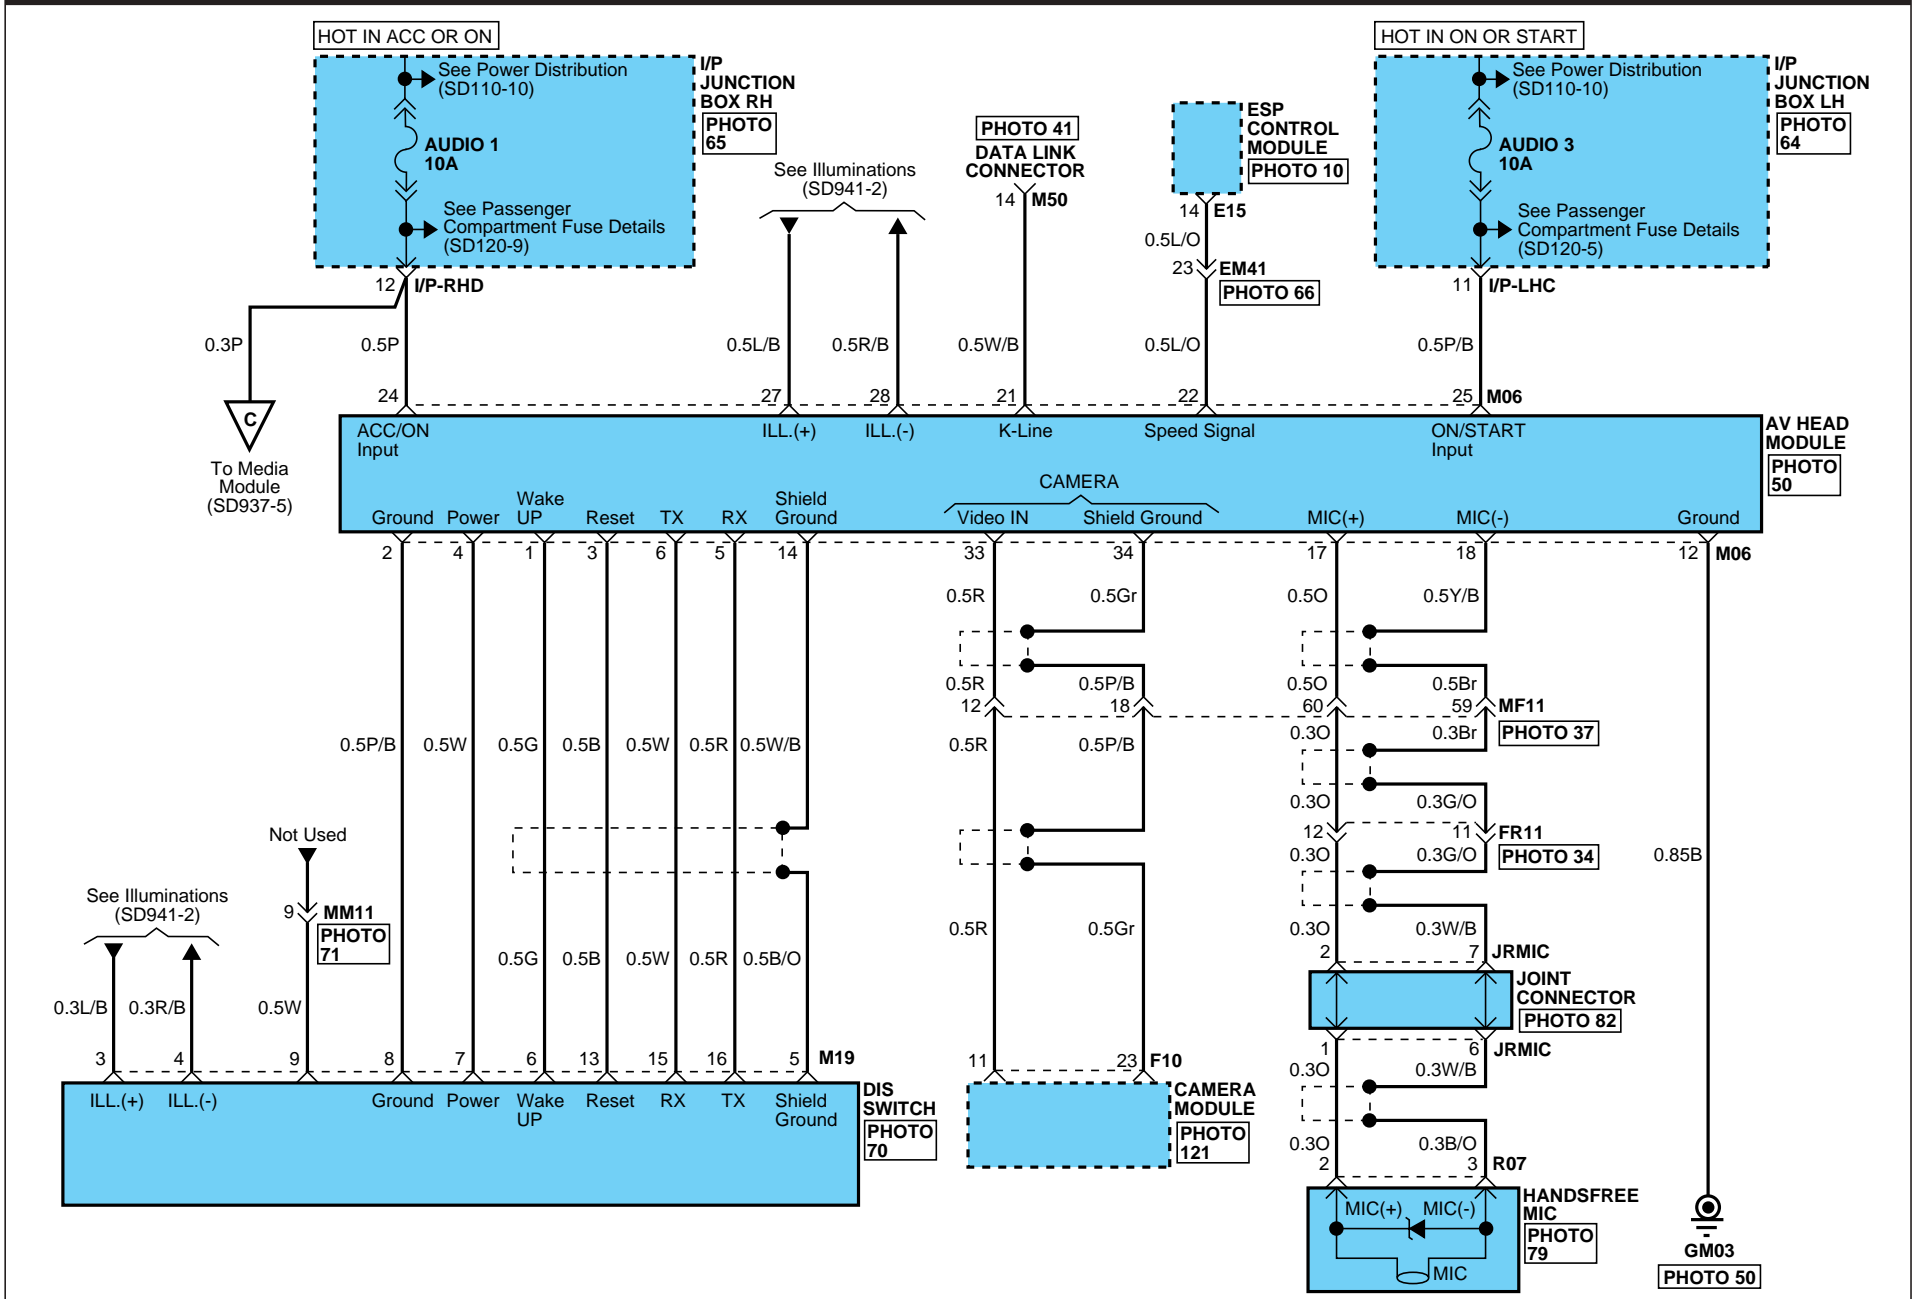 HOT IN ACC OR ON
HOT IN ON OR START
See Power Distribution
(SD110-10)
AUDIO 1
10A
See Passenger
Compartment Fuse Details
(SD120-9)
I/P
JUNCTION
BOX RH
PHOTO
65
12
I/P-RHD
See Illuminations
(SD941-2)
PHOTO 41
DATA LINK
CONNECTOR
14
M50
ESP
CONTROL
MODULE
PHOTO 10
14
E15
0.5L/O
23
EM41
PHOTO 66
See Power Distribution
(SD110-10)
AUDIO 3
10A
See Passenger
Compartment Fuse Details
(SD120-5)
I/P
JUNCTION
BOX LH
PHOTO
64
11
I/P-LHC
0.3P
0.5P
0.5L/B
0.5R/B
0.5W/B
0.5L/O
0.5P/B
24
27
28
21
22
25
M06
C
To Media
Module
(SD937-5)
ACC/ON
Input
ILL.(+)
ILL.(-)
K-Line
Speed Signal
ON/START
Input
AV HEAD
MODULE
PHOTO
50
CAMERA
Ground
Power
Wake
UP
Reset
TX
RX
Shield
Ground
Video IN
Shield Ground
MIC(+)
MIC(-)
Ground
2
4
1
3
6
5
14
33
34
17
18
12
M06
0.5R
0.5Gr
0.5O
0.5Y/B
0.5R
0.5P/B
0.5O
0.5Br
12
18
60
59
MF11
PHOTO 37
0.5P/B
0.5W
0.5G
0.5B
0.5W
0.5R
0.5W/B
0.5R
0.5P/B
0.3O
0.3Br
0.3O
0.3G/O
12
11
FR11
PHOTO 34
0.3O
0.3G/O
0.85B
Not Used
9
MM11
PHOTO
71
See Illuminations
(SD941-2)
0.3L/B
0.3R/B
0.5W
0.5G
0.5B
0.5W
0.5R
0.5B/O
0.5R
0.5Gr
0.3O
0.3W/B
2
7
JRMIC
JOINT
CONNECTOR
PHOTO 82
1
6
JRMIC
0.3O
0.3W/B
3
4
9
8
7
6
13
15
16
5
M19
11
23
F10
ILL.(+)
ILL.(-)
Ground
Power
Wake
UP
Reset
RX
TX
Shield
Ground
DIS
SWITCH
PHOTO
70
CAMERA
MODULE
PHOTO
121
0.3O
0.3B/O
2
3
R07
MIC(+)
MIC(-)
MIC
HANDSFREE
MIC
PHOTO
79
GM03
PHOTO 50